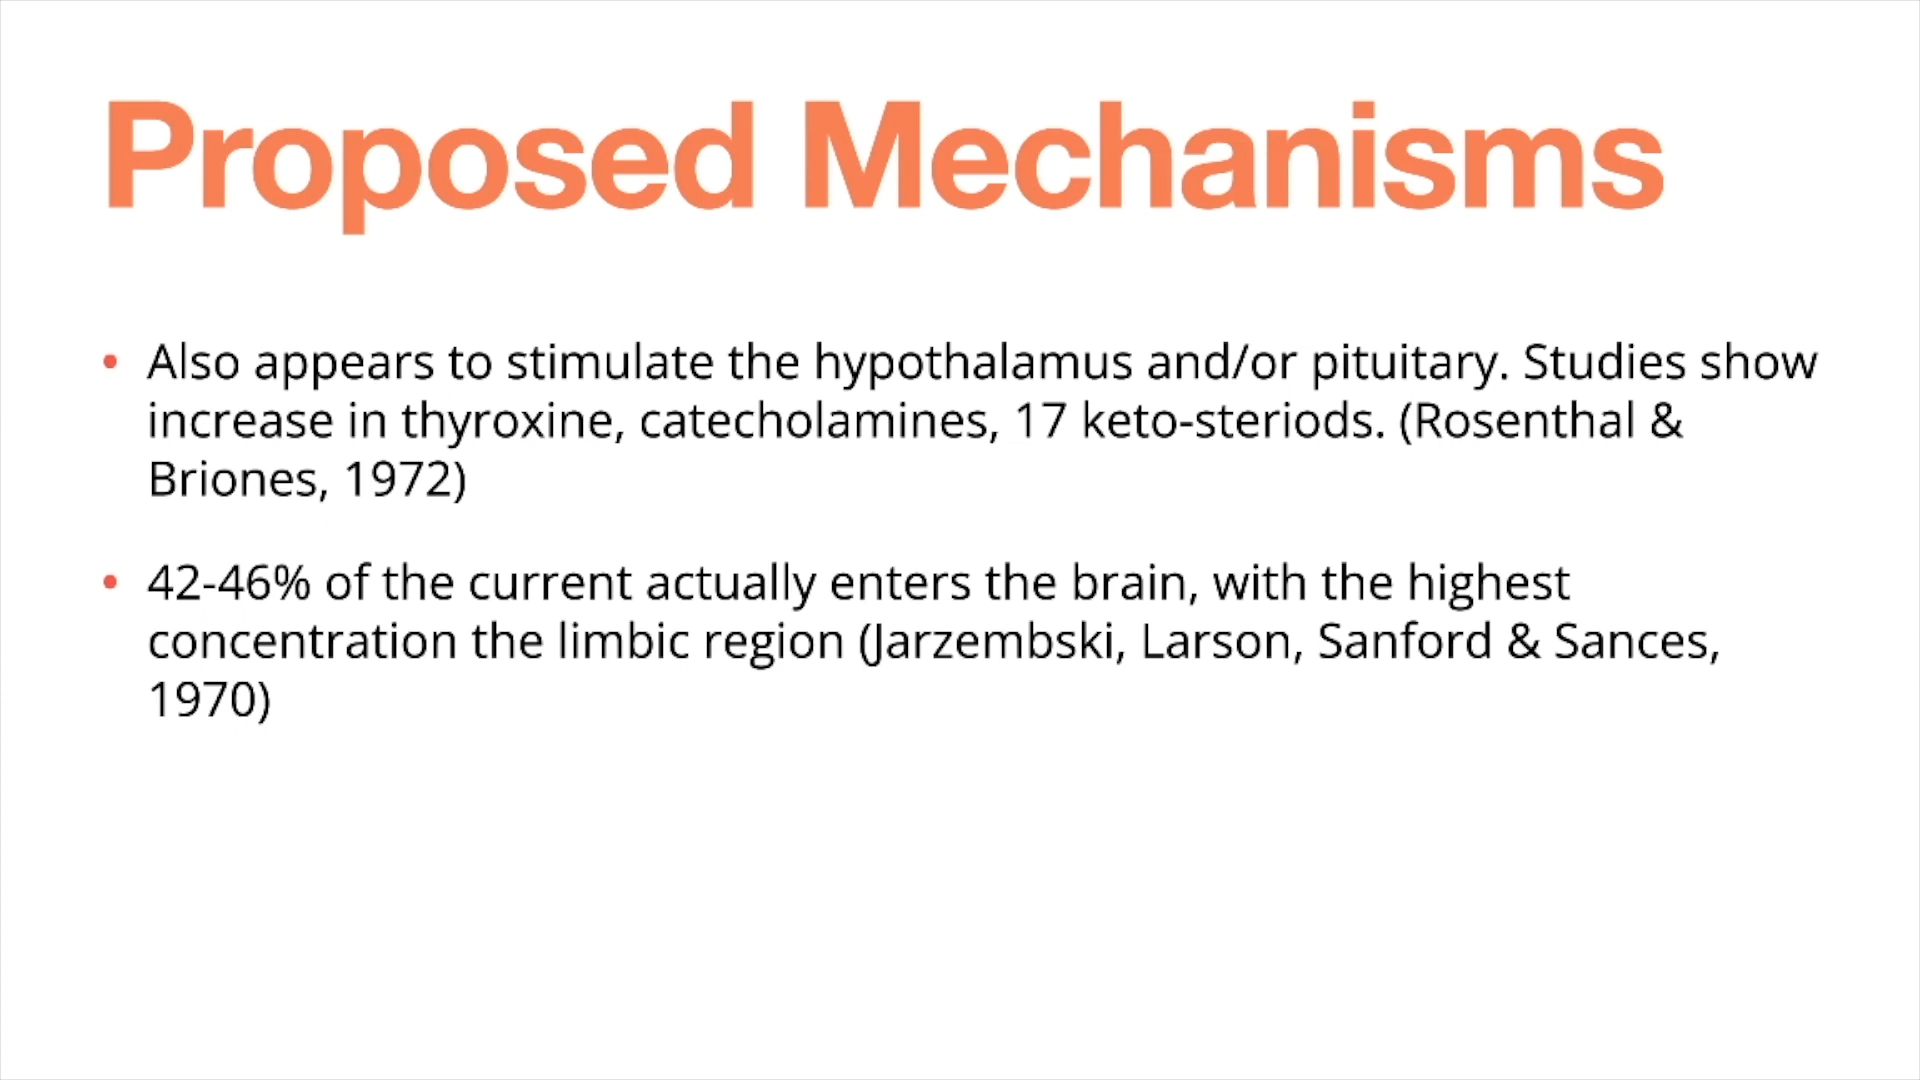 Proposed Mechanisms
• Also appears to stimulate the hypothalamus and/or pituitary. Studies show
increase in thyroxine, catecholamines, 17 keto-steriods. (Rosenthal &
Briones, 1972)
• 42-46% of the current actually enters the brain, with the highest
concentration the limbic region (Jarzembski, Larson, Sanford & Sances,
1970)